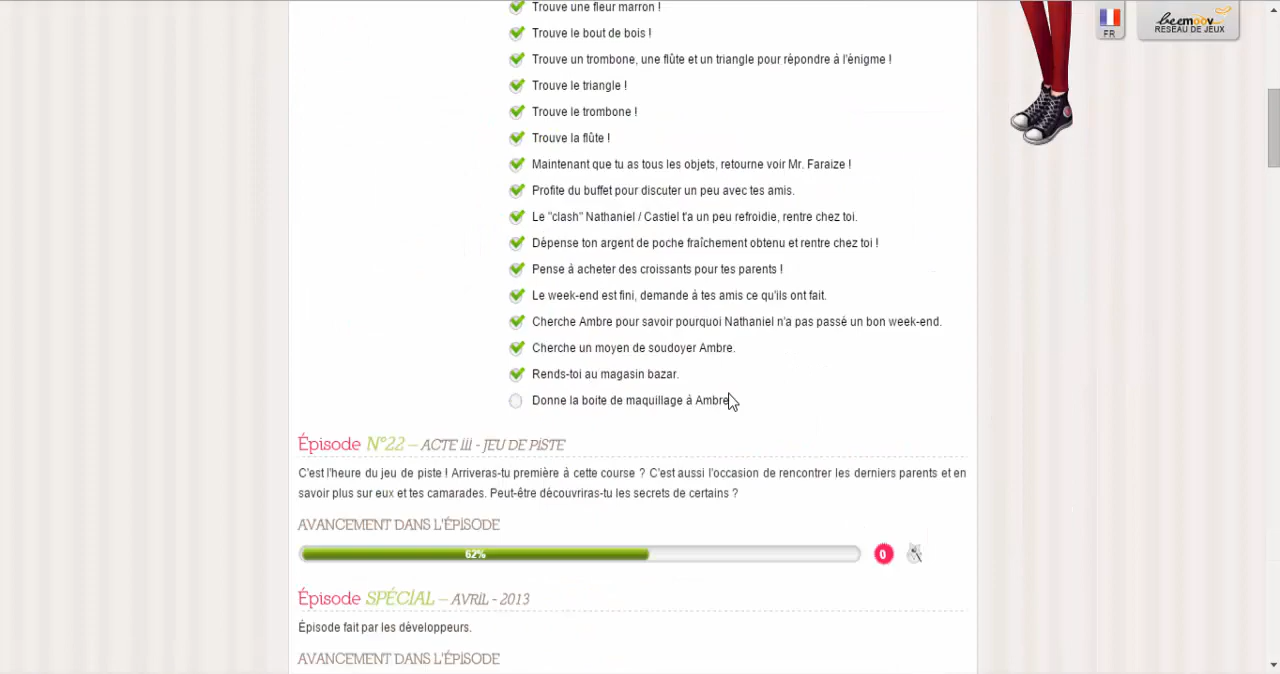 Trouve une fleur marron !
Trouve le bout de bois !
Trouve un trombone, une flûte et un triangle pour répondre à l'ènigme !
Trouve le triangle !
Trouve le trombone !
Trouve la flûte !
Maintenant que tu as tous les objets, retourne voir Mr. Faraize !
Profite du buffet pour discuter un peu avec tes amis.
Le "clash" Nathaniel / Castiel t'a un peu refroidie, rentre chez toi.
Dépense ton argent de poche fraîchement obtenu et rentre chez toi !
Pense à acheter des croissants pour tes parents !
Le week-end est fini, demande à tes amis ce qu'ils ont fait.
Cherche Ambre pour savoir pourquoi Nathaniel n'a pas passé un bon week-end.
Cherche un moyen de soudoyer Ambre.
Rends-toi au magasin bazar.
Donne la boite de maquillage à Ambre
Épisode N°22 – ACTE III - JEU DE PISTE
C'est l'heure du jeu de piste ! Arriveras-tu première à cette course ? C'est aussi l'occasion de rencontrer les derniers parents et en
savoir plus sur eux et tes camarades. Peut-être découvriras-tu les secrets de certains ?
AVANCEMENT DANS L'ÉPISODE
62%
0
Épisode SPÉCIAL – AVRIL - 2013
Épisode fait par les développeurs.
AVANCEMENT DANS L'ÉPISODE
FR
beemoov
RESEAU DE JEUX